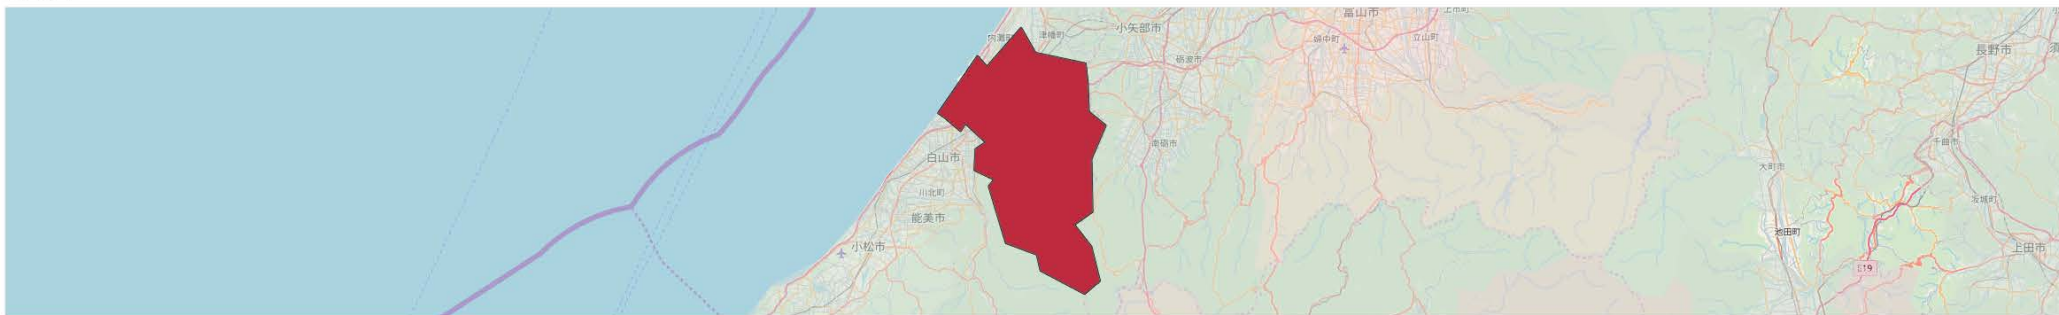 富山市
上市町
小矢部市
津幡町
内灘町
婦中町
立山町
長野市
砺波市
南砺市
千曲市
白山市
大町市
川北町
坂城町
能美市
池田町
小松市
上田市
E19